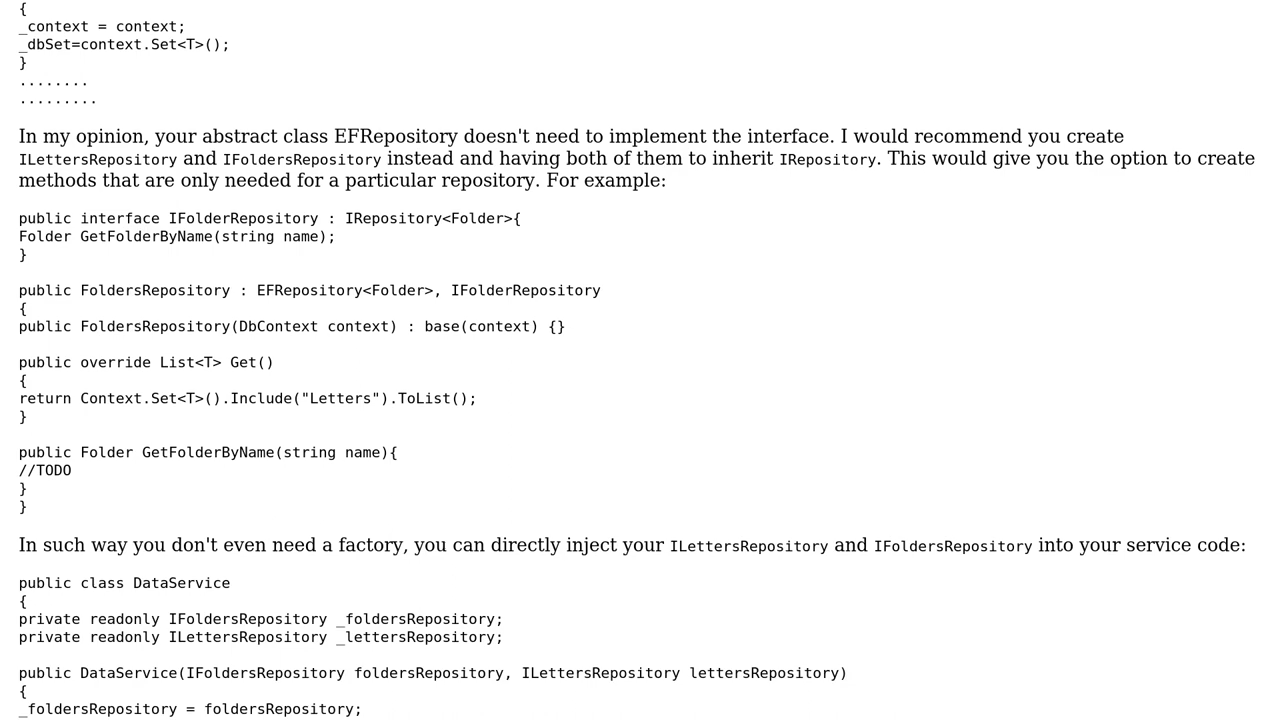 {
_context = context;
_dbSet=context.Set<T>();
}
........
.........
In my opinion, your abstract class EFRepository doesn't need to implement the interface. I would recommend you create
ILettersRepository and IFoldersRepository instead and having both of them to inherit IRepository. This would give you the option to create
methods that are only needed for a particular repository. For example:
public interface IFolderRepository : IRepository<Folder>{
Folder GetFolderByName(string name);
}
public FoldersRepository : EFRepository<Folder>, IFolderRepository
{
public FoldersRepository(DbContext context) : base(context) {}
public override List<T> Get()
{
return Context.Set<T>().Include("Letters").ToList();
}
public Folder GetFolderByName(string name){
//TODO
}
}
In such way you don't even need a factory, you can directly inject your ILettersRepository and IFoldersRepository into your service code:
public class DataService
{
private readonly IFoldersRepository _foldersRepository;
private readonly ILettersRepository _lettersRepository;
public DataService(IFoldersRepository foldersRepository, ILettersRepository lettersRepository)
{
_foldersRepository = foldersRepository;